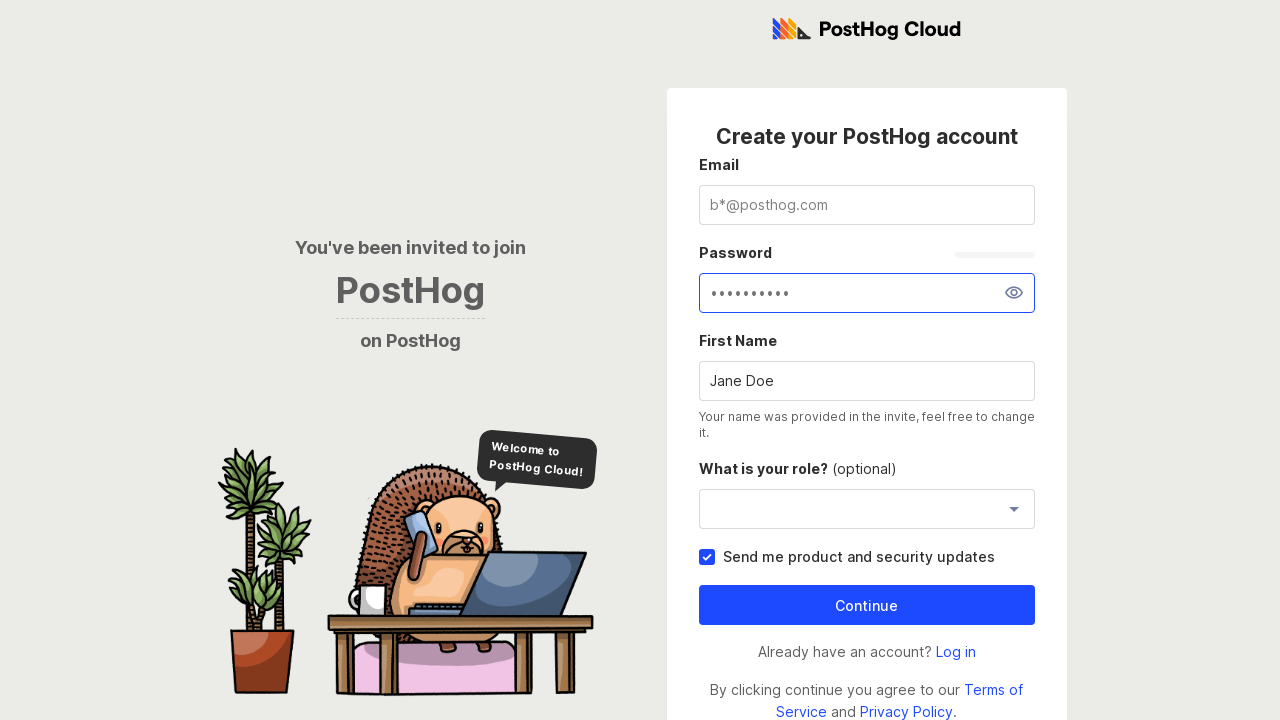 PostHog Cloud
Create your PostHog account
Email
b*@posthog.com
Password
••••••••••
First Name
Jane Doe
Your name was provided in the invite, feel free to change
it.
What is your role? (optional)
Send me product and security updates
Continue
Already have an account? Log in
By clicking continue you agree to our Terms of
Service and Privacy Policy.
You've been invited to join
PostHog
on PostHog
Welcome to
PostHog Cloud!